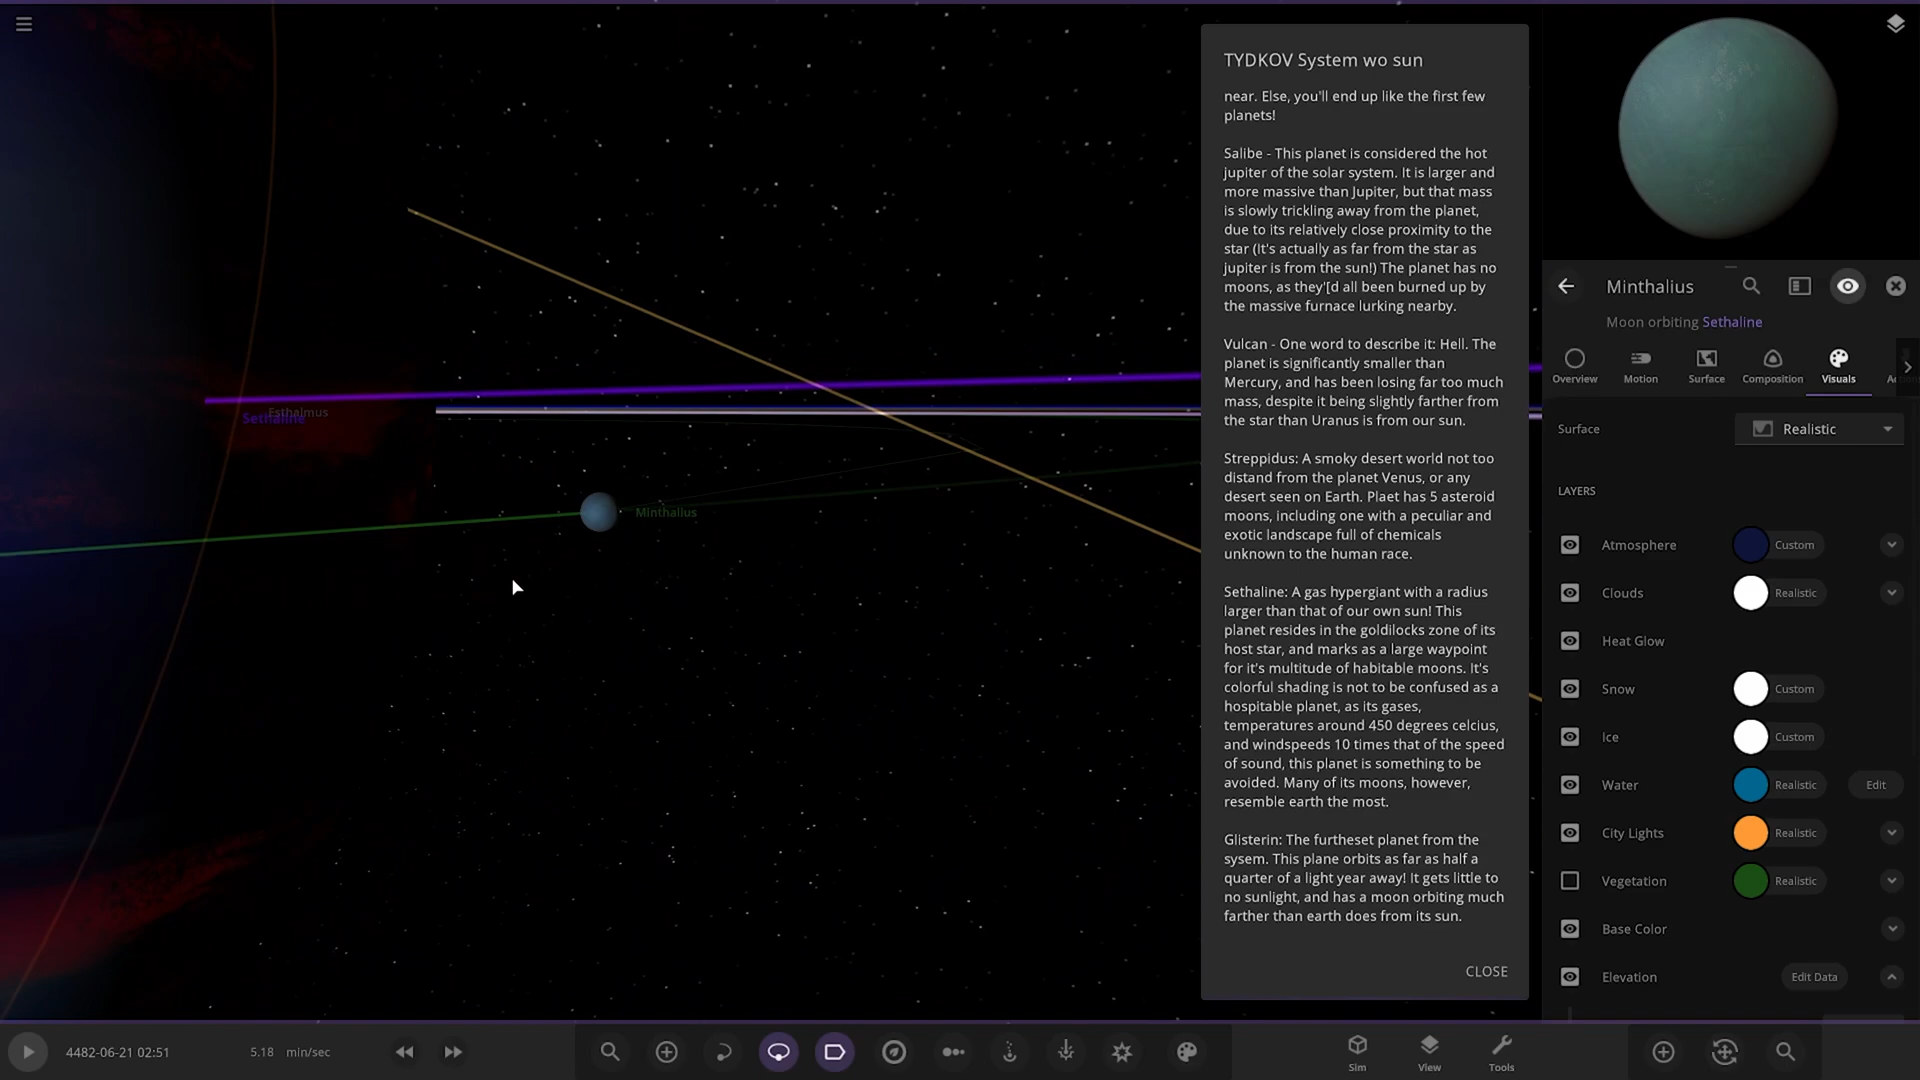 TYDKOV System wo sun
near. Else, you'll end up like the first few
planets!
Salibe - This planet is considered the hot
jupiter of the solar system. It is larger and
more massive than Jupiter, but that mass
is slowly trickling away from the planet,
due to its relatively close proximity to the
star (It's actually as far from the star as
jupiter is from the sun!) The planet has no
moons, as they'[d all been burned up by
the massive furnace lurking nearby.
Vulcan - One word to describe it: Hell. The
planet is significantly smaller than
Mercury, and has been losing far too much
mass, despite it being slightly farther from
the star than Uranus is from our sun.
Streppidus: A smoky desert world not too
distand from the planet Venus, or any
desert seen on Earth. Plaet has 5 asteroid
moons, including one with a peculiar and
exotic landscape full of chemicals
unknown to the human race.
Sethaline: A gas hypergiant with a radius
larger than that of our own sun! This
planet resides in the goldilocks zone of its
host star, and marks as a large waypoint
for it's multitude of habitable moons. It's
colorful shading is not to be confused as a
hospitable planet, as its gases,
temperatures around 450 degrees celcius,
and windspeeds 10 times that of the speed
of sound, this planet is something to be
avoided. Many of its moons, however,
resemble earth the most.
Glisterin: The furtheset planet from the
sysem. This plane orbits as far as half a
quarter of a light year away! It gets little to
no sunlight, and has a moon orbiting much
farther than earth does from its sun.
CLOSE
Esthalmus
Sethaline
Minthalius
Minthalius
Moon orbiting Sethaline
Overview Motion Surface Composition Visuals
Surface Realistic
LAYERS
Atmosphere Custom
Clouds Realistic
Heat Glow
Snow Custom
Ice Custom
Water Realistic Edit
City Lights Realistic
Vegetation Realistic
Base Color
Elevation Edit Data
4482-06-21 02:51 5.18 min/sec
Sim View Tools